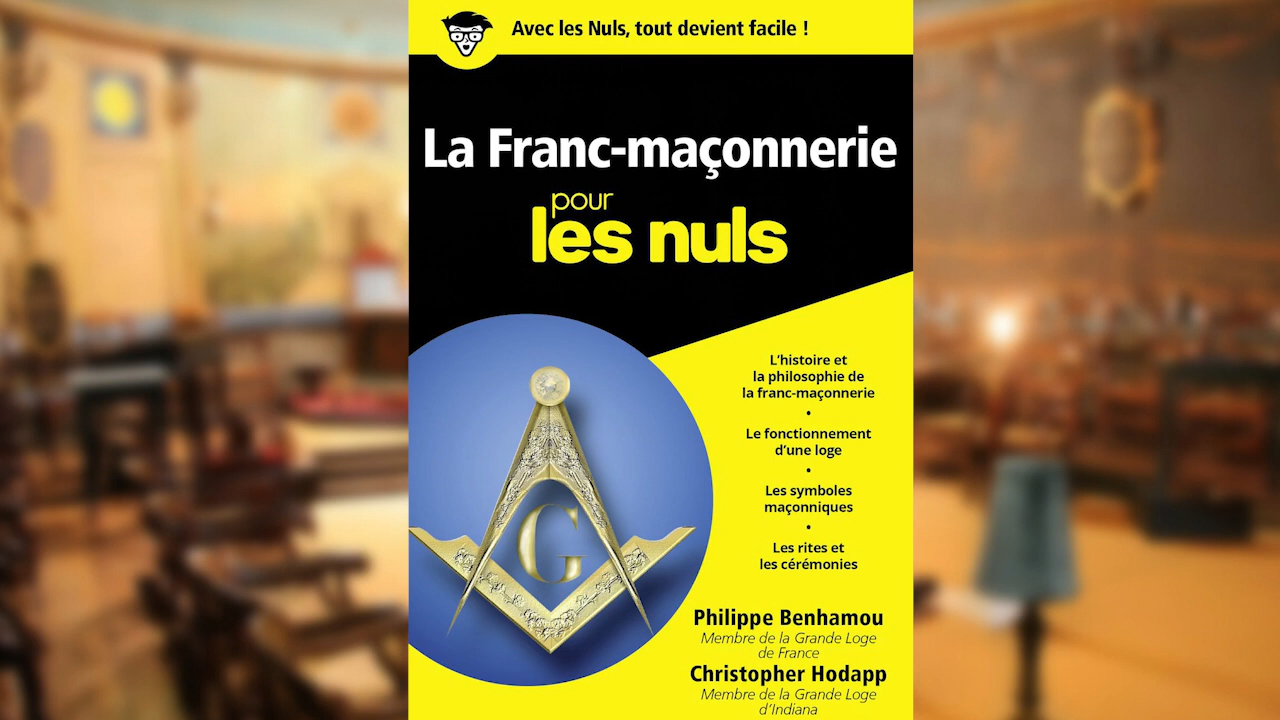 Avec les Nuls, tout devient facile !
La Franc-maçonnerie
pour
les nuls
L'histoire et
la philosophie de
la franc-maçonnerie
•
Le fonctionnement
d'une loge
•
Les symboles
maçonniques
•
Les rites et
les cérémonies
G
Philippe Benhamou
Membre de la Grande Loge
de France
Christopher Hodapp
Membre de la Grande Loge
d'Indiana